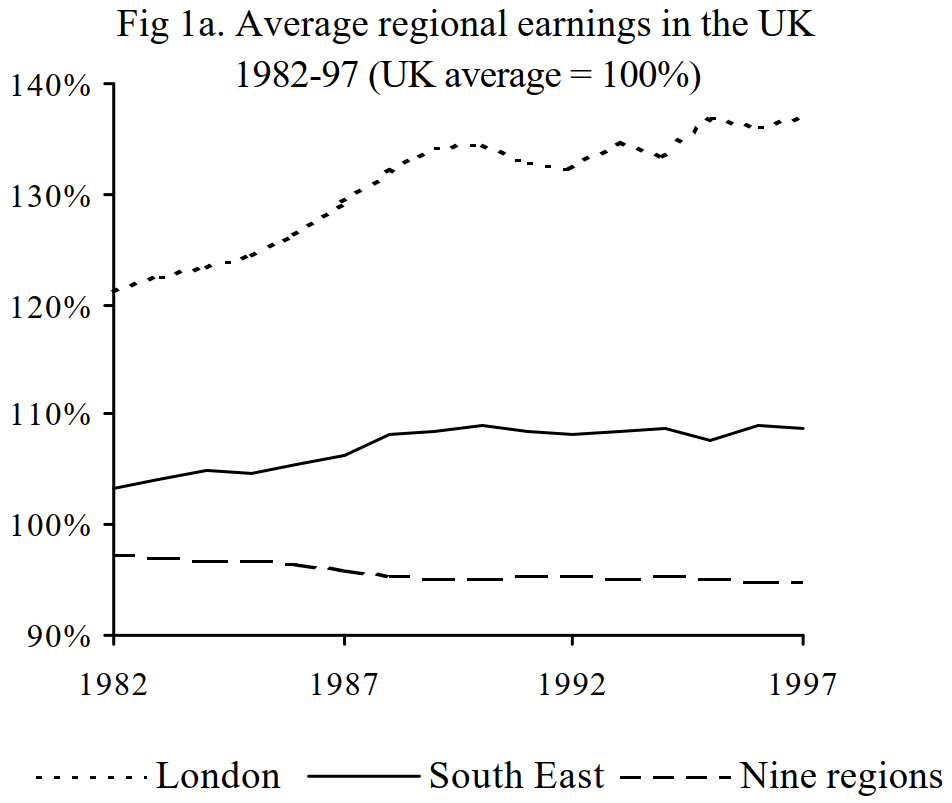 Fig 1a. Average regional earnings in the UK
1982-97 (UK average = 100%)
140%
130%
120%
110%
100%
90%
1982 1987 1992 1997
London South East Nine regions